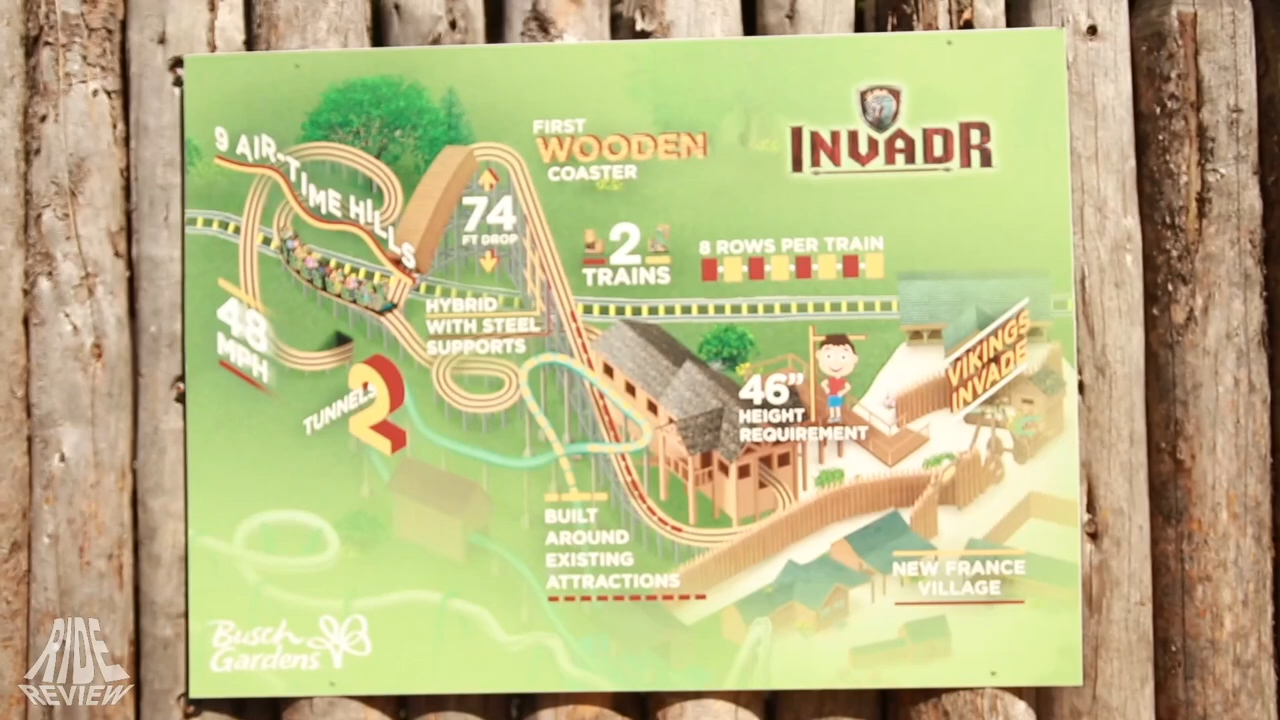 INVADR
FIRST
WOODEN
COASTER
9 AIR-TIME HILLS
74
FT DROP
2
TRAINS
8 ROWS PER TRAIN
HYBRID
WITH STEEL
SUPPORTS
48
MPH
2
TUNNELS
46"
HEIGHT
REQUIREMENT
VIKINGS
INVADE
BUILT
AROUND
EXISTING
ATTRACTIONS
NEW FRANCE
VILLAGE
Busch
Gardens
RIDE
REVIEW